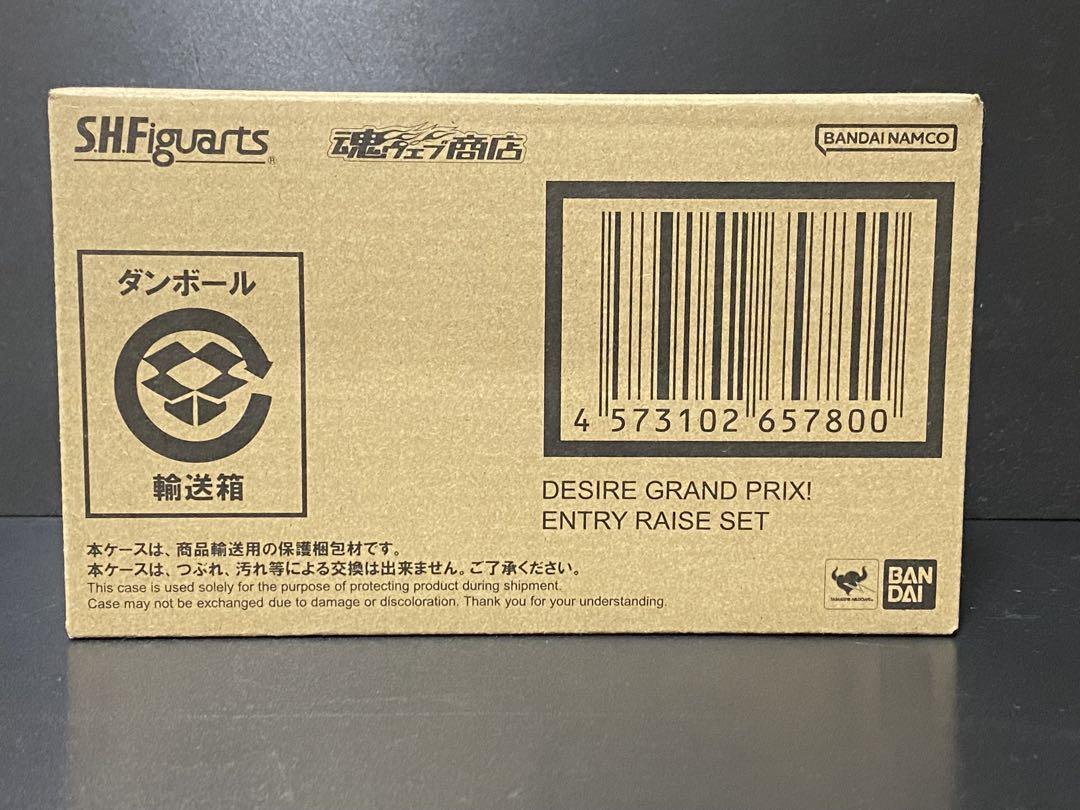 S.H.Figuarts
®
魂ウェブ商店
BANDAI NAMCO
ダンボール
輸送箱
4 573102 657800
DESIRE GRAND PRIX!
ENTRY RAISE SET
本ケースは、商品輸送用の保護梱包材です。
本ケースは、つぶれ、汚れ等による交換は出来ません。ご了承ください。
This case is used solely for the purpose of protecting product during shipment.
Case may not be exchanged due to damage or discoloration. Thank you for your understanding.
BAN
DAI